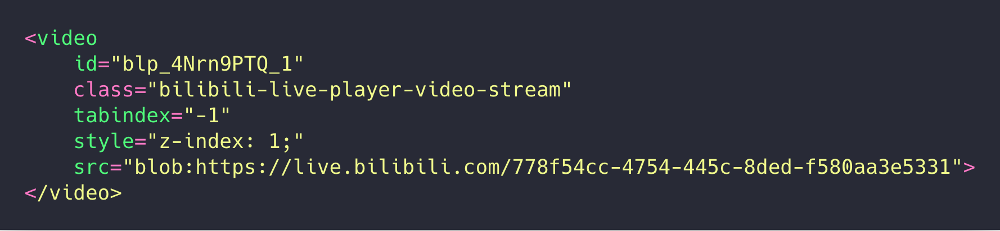 <video
id="blp_4Nrn9PTQ_1"
class="bilibili-live-player-video-stream"
tabindex="-1"
style="z-index: 1;"
src="blob:https://live.bilibili.com/778f54cc-4754-445c-8ded-f580aa3e5331">
</video>